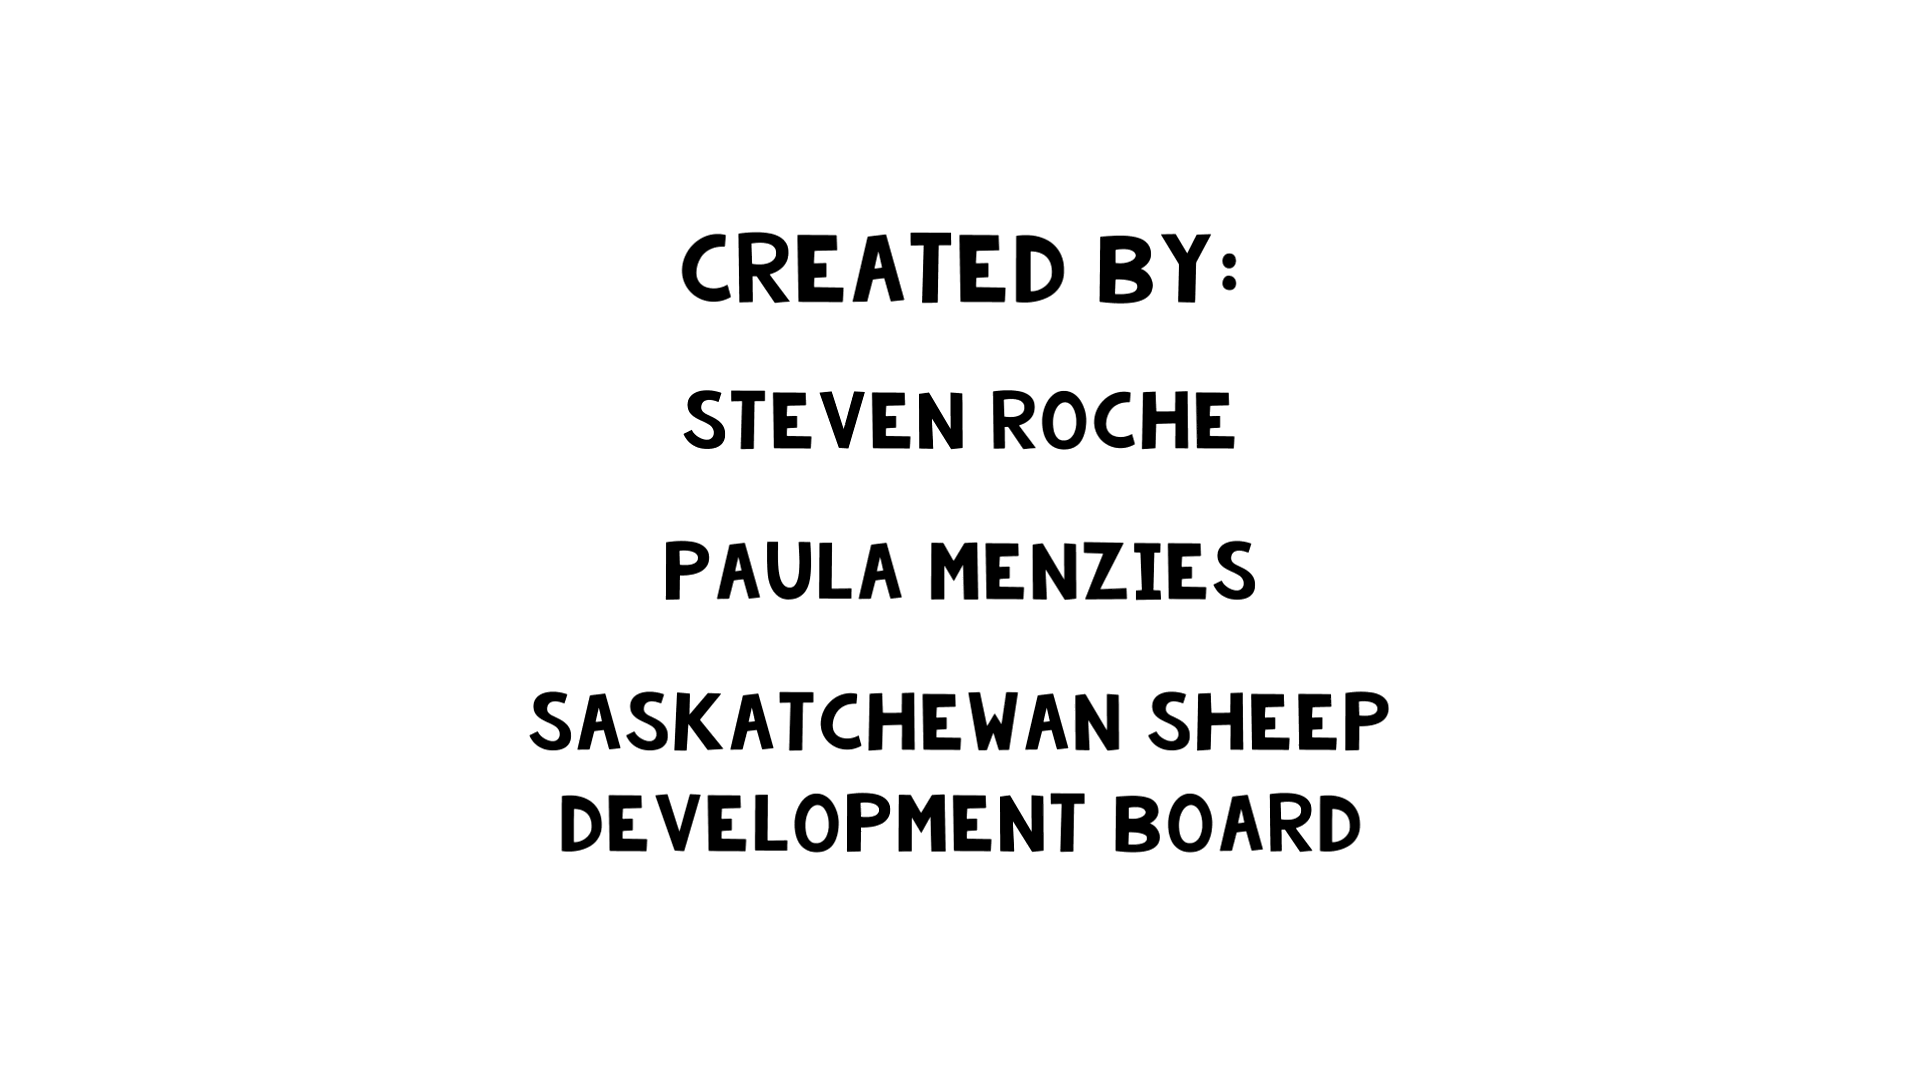 CREATED BY:
STEVEN ROCHE
PAULA MENZIES
SASKATCHEWAN SHEEP
DEVELOPMENT BOARD